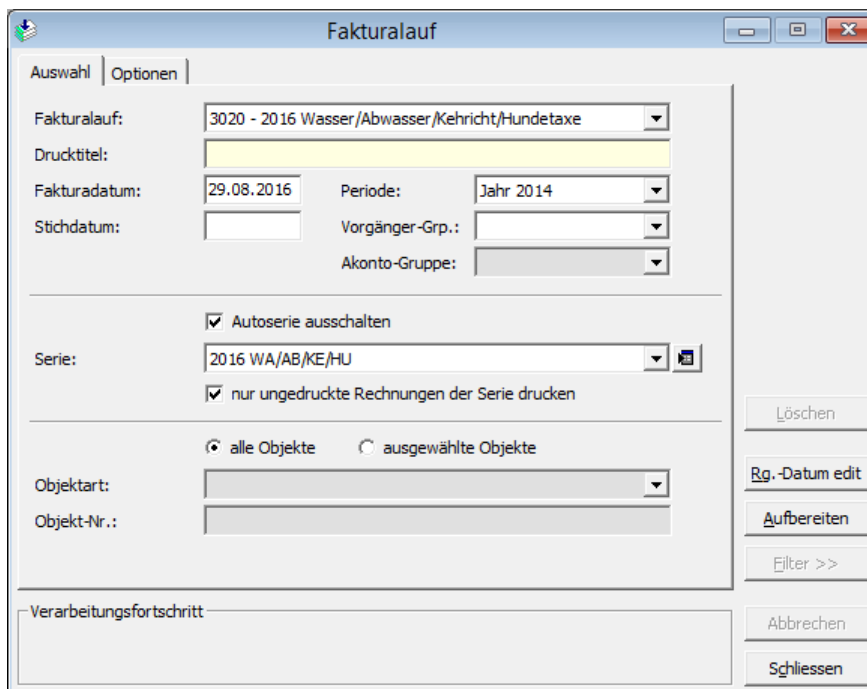 Fakturalauf
Auswahl Optionen
Fakturalauf: 3020 - 2016 Wasser/Abwasser/Kehricht/Hundetaxe
Drucktitel:
Fakturadatum: 29.08.2016 Periode: Jahr 2014
Stichdatum: Vorgänger-Grp.:
Akonto-Gruppe:
Autoserie ausschalten
Serie: 2016 WA/AB/KE/HU
nur ungedruckte Rechnungen der Serie drucken
Löschen
alle Objekte ausgewählte Objekte
Objektart:
Rg.-Datum edit
Objekt-Nr.:
Aufbereiten
Filter >>
Verarbeitungsfortschritt
Abbrechen
Schliessen